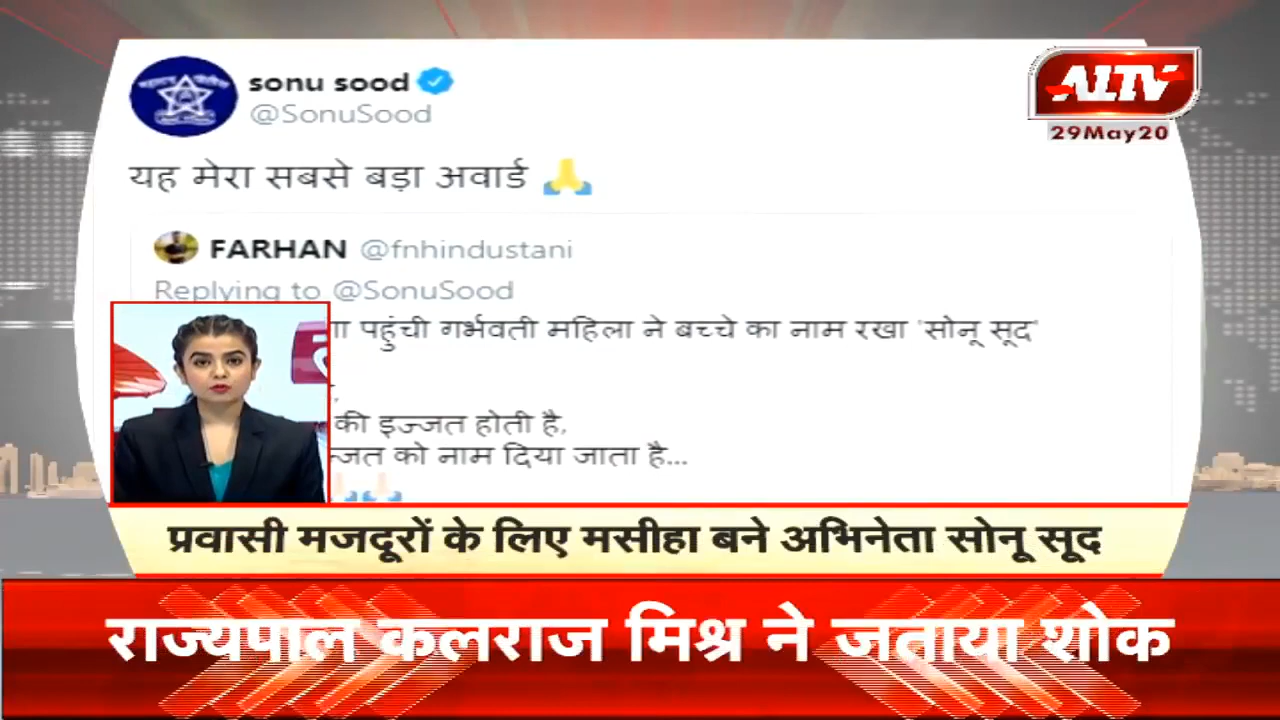 sonu sood
@SonuSood
यह मेरा सबसे बड़ा अवार्ड 🙏
FARHAN @fnhindustani
Replying to @SonuSood
पहुंची गर्भवती महिला ने बच्चे का नाम रखा 'सोनू सूद'
की इज्जत होती है,
को नाम दिया जाता है...
ALTV
29May20
प्रवासी मजदूरों के लिए मसीहा बने अभिनेता सोनू सूद
राज्यपाल कलराज मिश्र ने जताया शोक